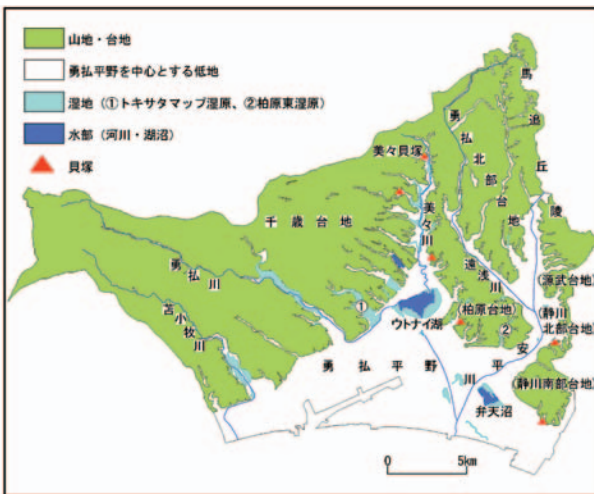 山地・台地
勇払平野を中心とする低地
湿地（①トキサタマップ湿原、②柏原東湿原）
水部（河川・湖沼）
貝塚
馬追丘陵
勇払北部台地
美々貝塚
千歳台地
美々川
勇払川
遠浅川
（源武台地）
①
ウトナイ湖
（柏原台地）
②
（静川北部台地）
苫小牧川
勇払平野
安平川
弁天沼
（静川南部台地）
0 5km